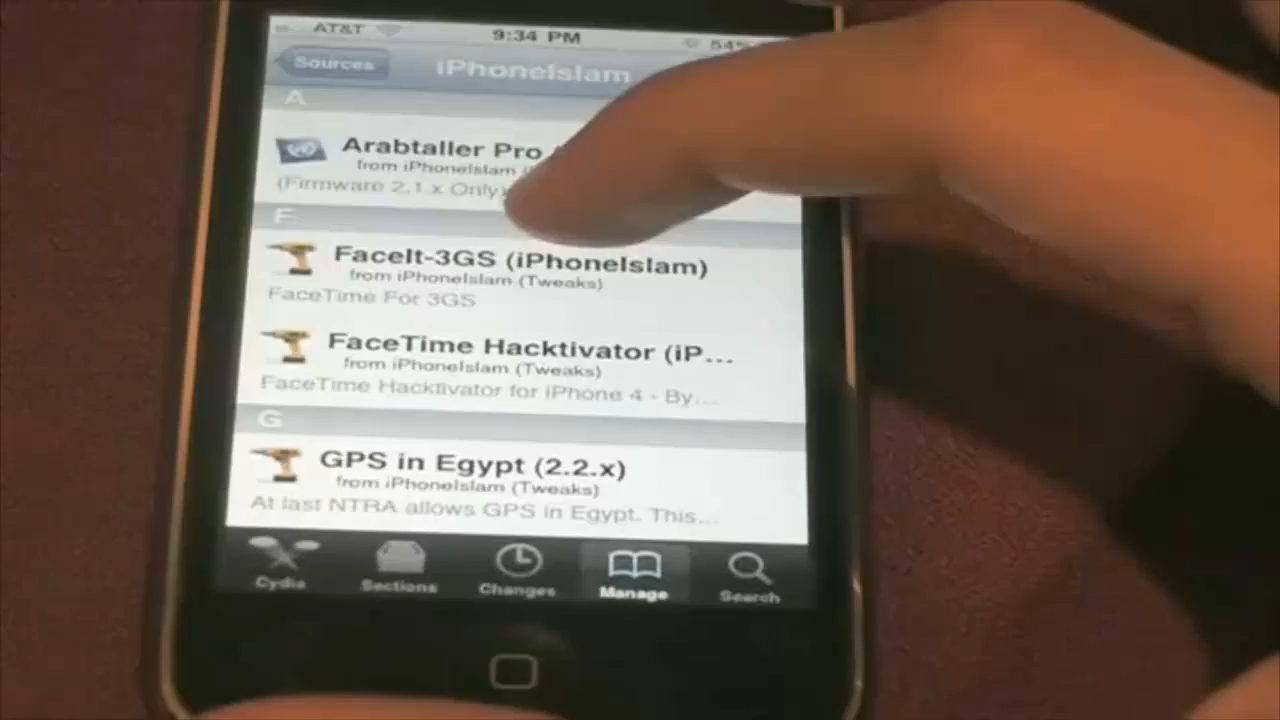 AT&T 9:34 PM 54%
Sources iPhoneIslam
A
Arabtaller Pro
from iPhoneIslam
(Firmware 2.1.x Only)
F
FaceIt-3GS (iPhoneIslam)
from iPhoneIslam (Tweaks)
FaceTime For 3GS
FaceTime Hacktivator (iP...
from iPhoneIslam (Tweaks)
FaceTime Hacktivator for iPhone 4 - By....
G
GPS in Egypt (2.2.x)
from iPhoneIslam (Tweaks)
At last NTRA allows GPS in Egypt. This...
Cydia Sections Changes Manage Search